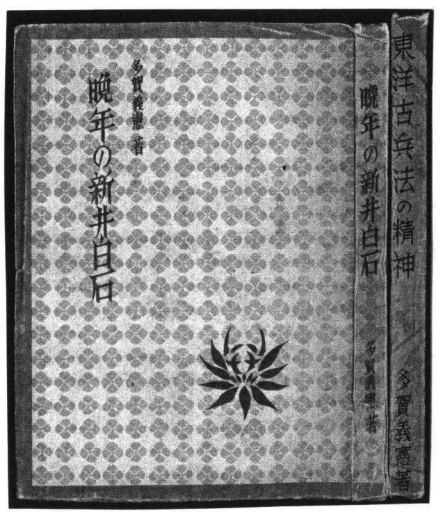 多賀義憲著
晩年の新井白石
晩年の新井白石
多賀義憲著
東洋古兵法の精神
多賀義憲著